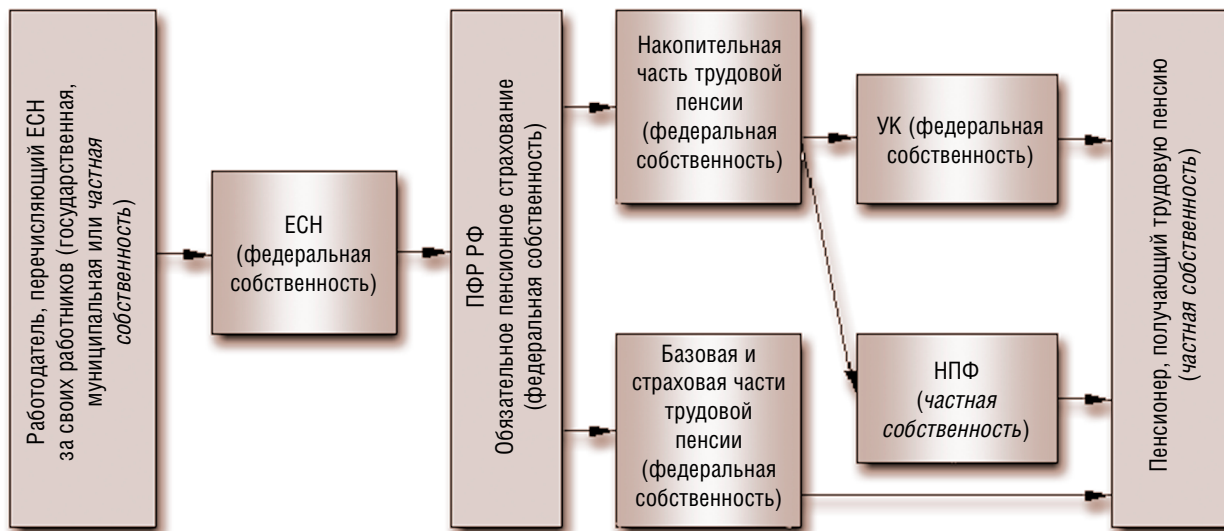 Работодатель, перечисляющий ЕСН
за своих работников (государственная,
муниципальная или частная
собственность)
ЕСН
(федеральная
собственность)
ПФР РФ
Обязательное пенсионное страхование
(федеральная собственность)
Накопительная
часть трудовой
пенсии
(федеральная
собственность)
УК (федеральная
собственность)
Базовая и
страховая части
трудовой
пенсии
(федеральная
собственность)
НПФ
(частная
собственность)
Пенсионер, получающий трудовую пенсию
(частная собственность)